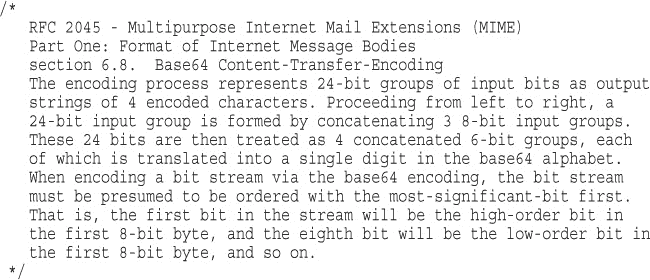 /*
RFC 2045 - Multipurpose Internet Mail Extensions (MIME)
Part One: Format of Internet Message Bodies
section 6.8.  Base64 Content-Transfer-Encoding
The encoding process represents 24-bit groups of input bits as output
strings of 4 encoded characters. Proceeding from left to right, a
24-bit input group is formed by concatenating 3 8-bit input groups.
These 24 bits are then treated as 4 concatenated 6-bit groups, each
of which is translated into a single digit in the base64 alphabet.
When encoding a bit stream via the base64 encoding, the bit stream
must be presumed to be ordered with the most-significant-bit first.
That is, the first bit in the stream will be the high-order bit in
the first 8-bit byte, and the eighth bit will be the low-order bit in
the first 8-bit byte, and so on.
*/